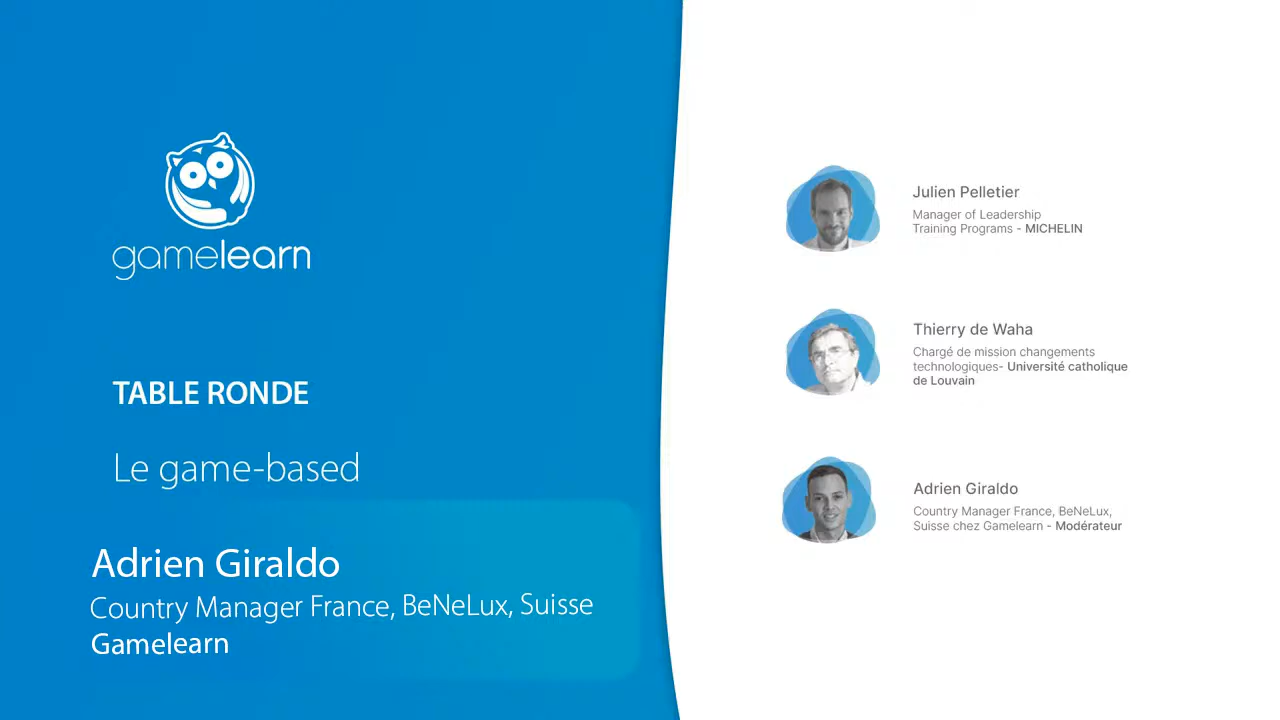 gamelearn
TABLE RONDE
Le game-based
Adrien Giraldo
Country Manager France, BeNeLux, Suisse
Gamelearn
Julien Pelletier
Manager of Leadership
Training Programs - MICHELIN
Thierry de Waha
Chargé de mission changements
technologiques- Université catholique
de Louvain
Adrien Giraldo
Country Manager France, BeNeLux,
Suisse chez Gamelearn - Modérateur